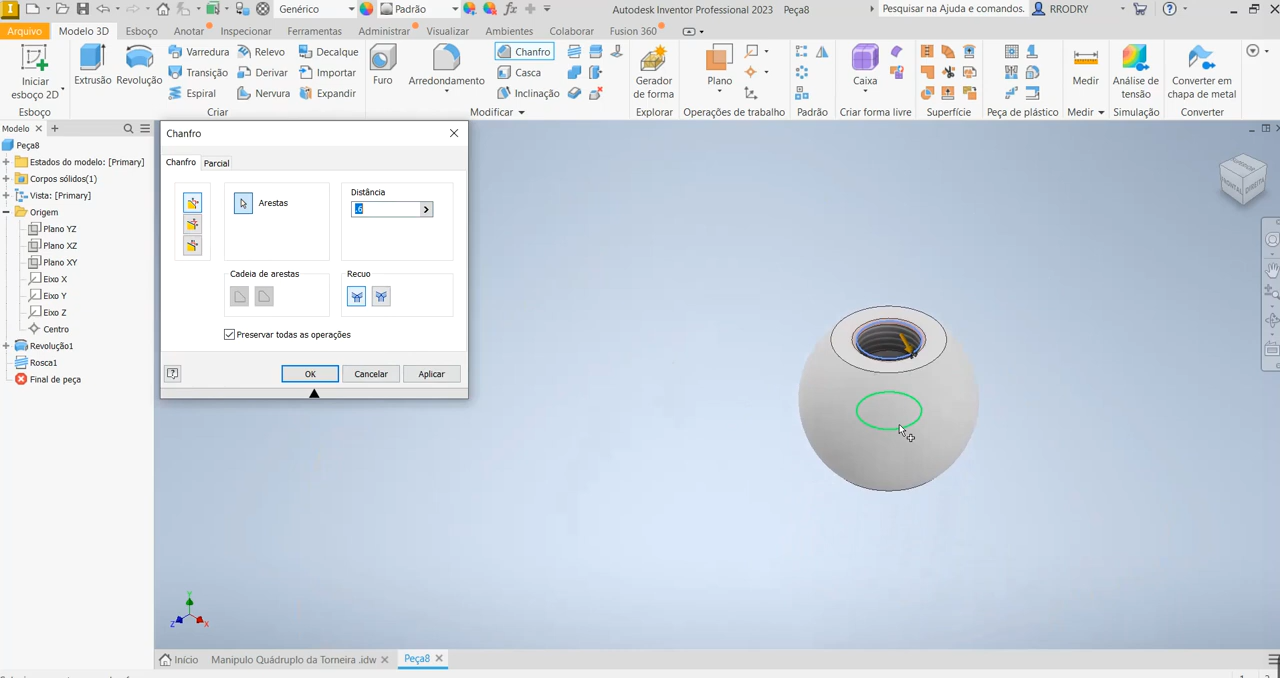 Genérico
Padrão
Autodesk Inventor Professional 2023 Peça8
Pesquisar na Ajuda e comandos.
RRODRY
Arquivo
Modelo 3D
Esboço
Anotar
Inspecionar
Ferramentas
Administrar
Visualizar
Ambientes
Colaborar
Fusion 360
Iniciar
esboço 2D
Extrusão
Revolução
Varredura
Transição
Espiral
Relevo
Derivar
Nervura
Decalque
Importar
Expandir
Furo
Arredondamento
Chanfro
Casca
Inclinação
Gerador
de forma
Plano
Caixa
Medir
Análise de
tensão
Converter em
chapa de metal
Criar
Modificar
Explorar
Operações de trabalho
Padrão
Criar forma livre
Superfície
Peça de plástico
Medir
Simulação
Converter
Modelo
Peça8
Estados do modelo: [Primary]
Corpos sólidos(1)
Vista: [Primary]
Origem
Plano YZ
Plano XZ
Plano XY
Eixo X
Eixo Y
Eixo Z
Centro
Revolução1
Rosca1
Final de peça
Chanfro
Chanfro
Parcial
Arestas
Distância
.6
Cadeia de arestas
Recuo
Preservar todas as operações
OK
Cancelar
Aplicar
SUPERIOR
FRONTAL
DIREITA
Y
Z
X
Início
Manipulo Quádruplo da Torneira .idw
Peça8